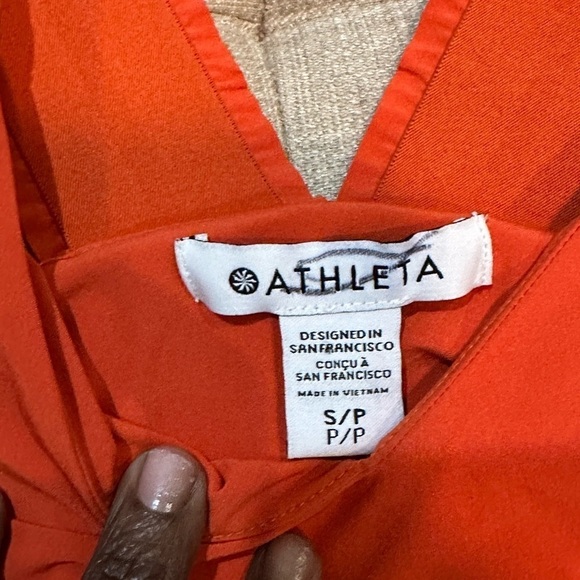 ATHLETA
DESIGNED IN
SAN FRANCISCO
CONÇU À
SAN FRANCISCO
MADE IN VIETNAM
S/P
P/P